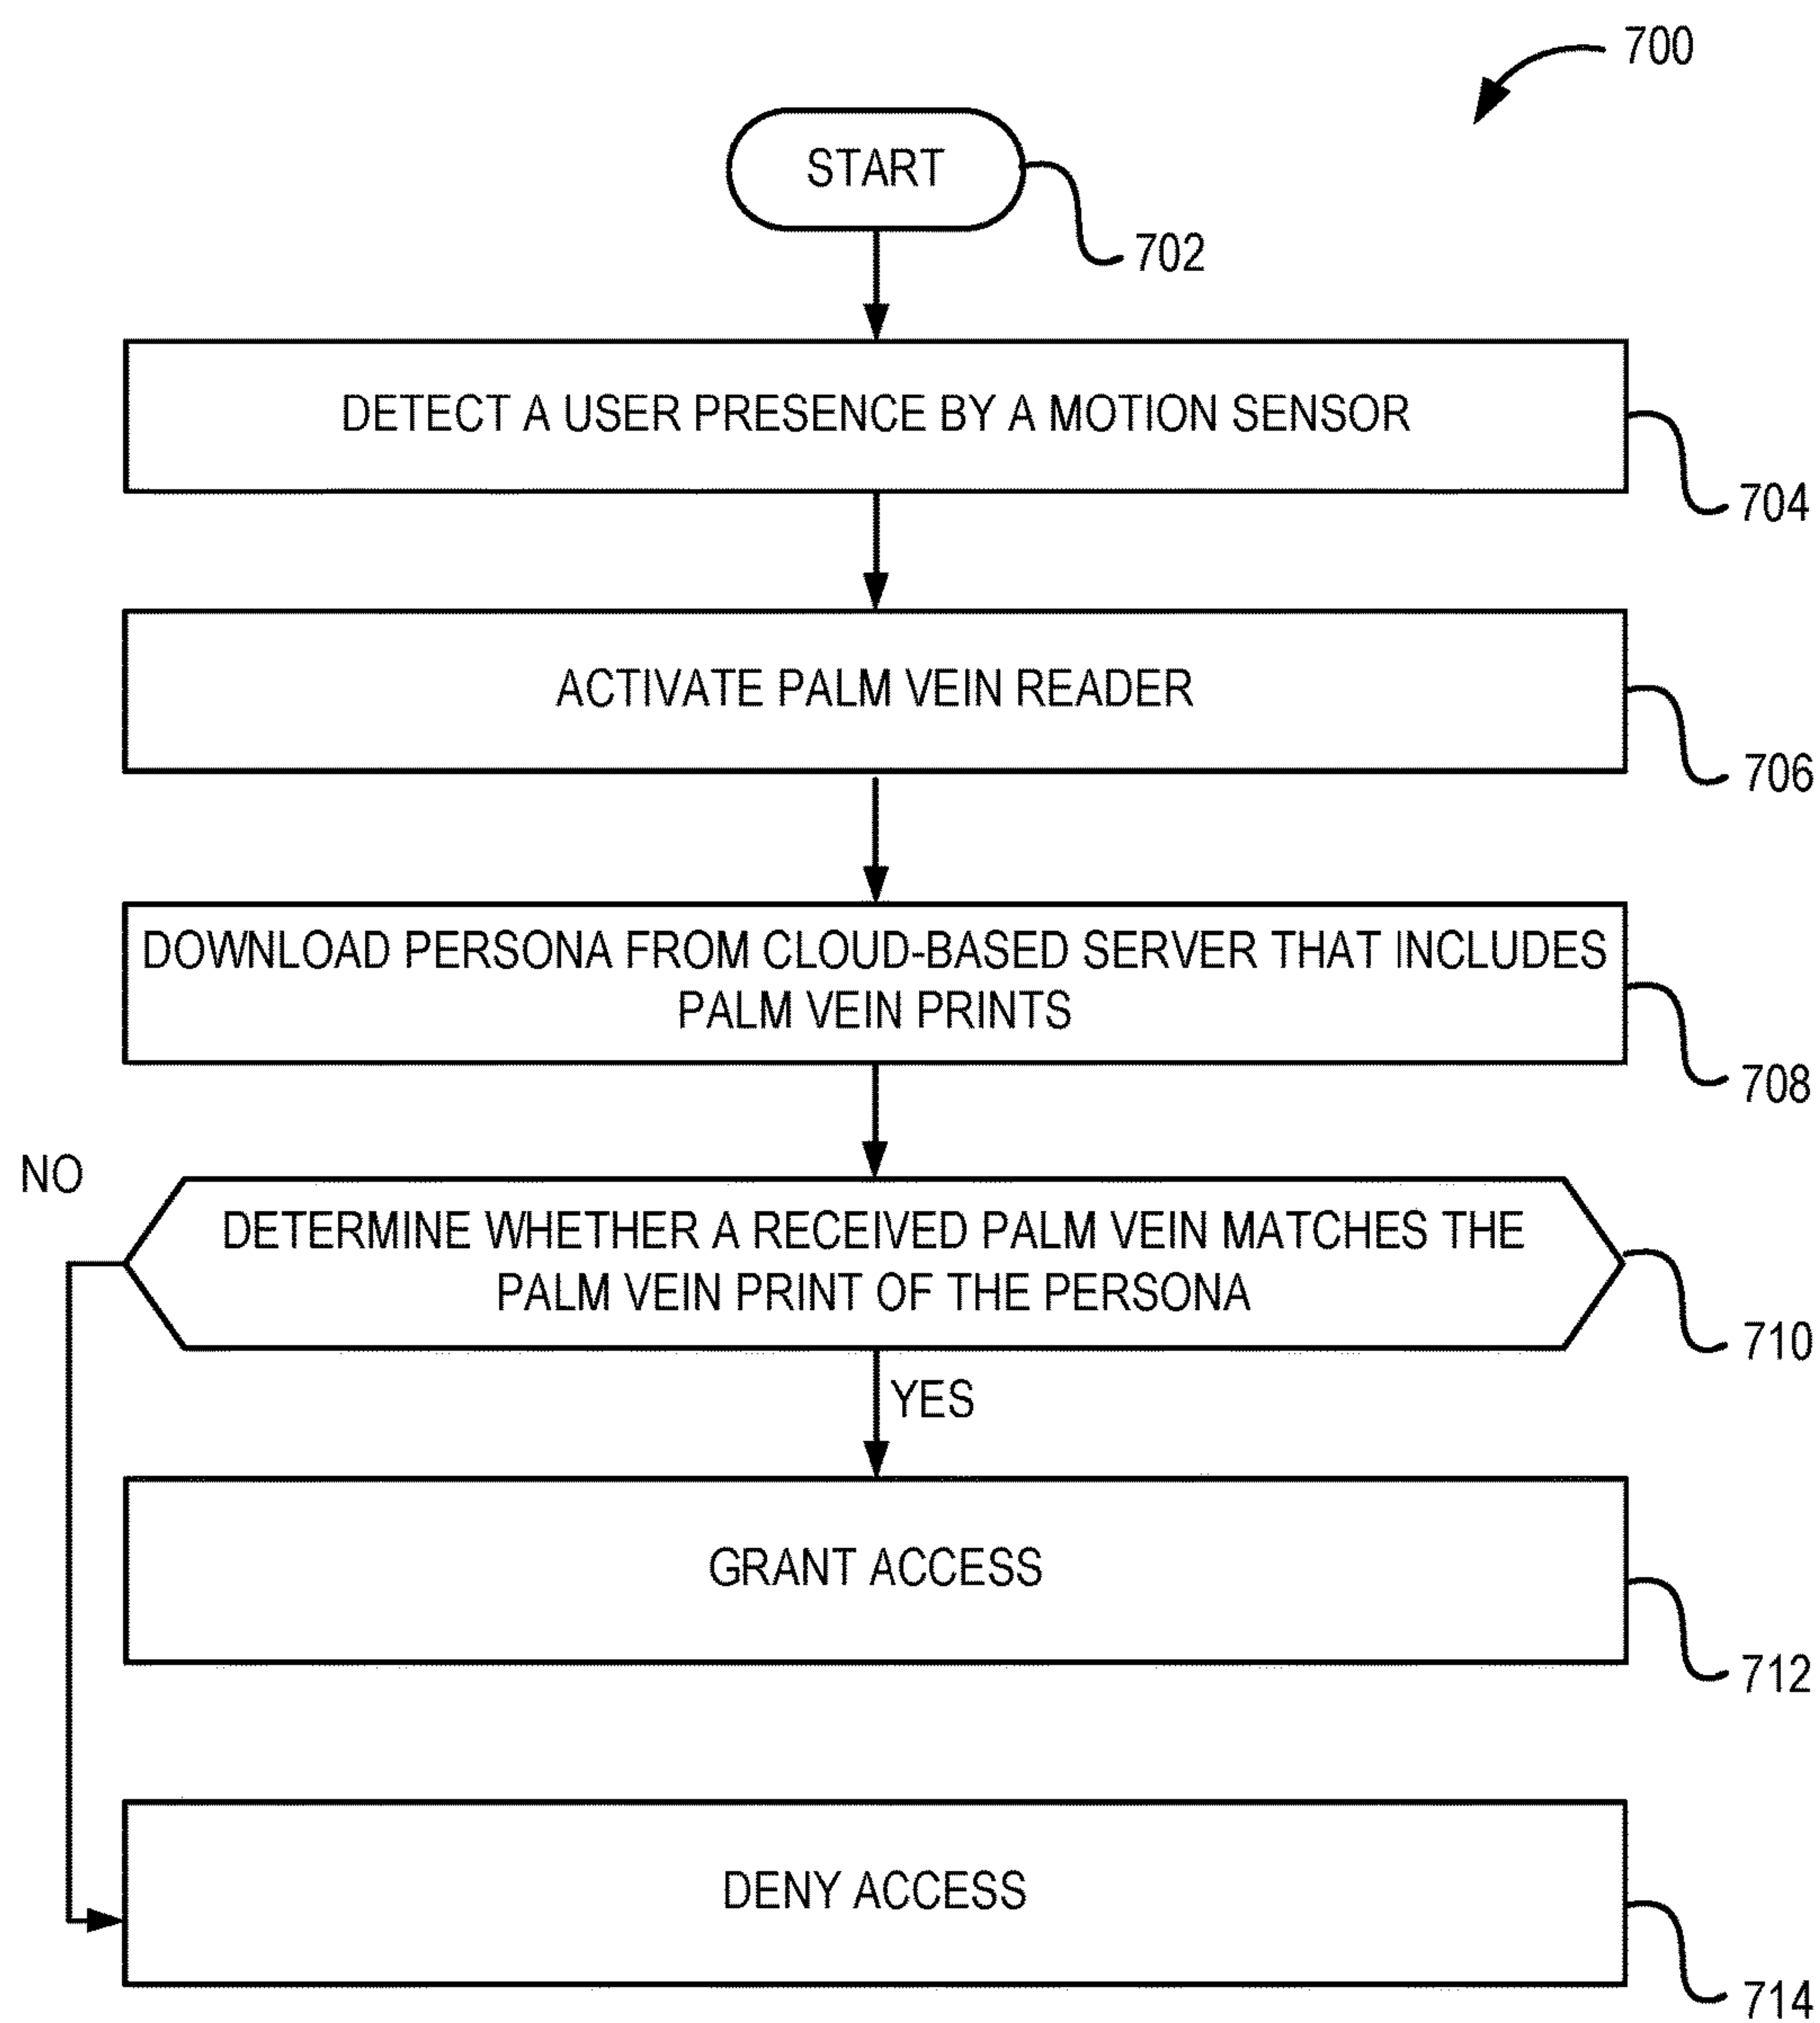 700
START
702
DETECT A USER PRESENCE BY A MOTION SENSOR
704
ACTIVATE PALM VEIN READER
706
DOWNLOAD PERSONA FROM CLOUD-BASED SERVER THAT INCLUDES
PALM VEIN PRINTS
708
NO
DETERMINE WHETHER A RECEIVED PALM VEIN MATCHES THE
PALM VEIN PRINT OF THE PERSONA
710
YES
GRANT ACCESS
712
DENY ACCESS
714